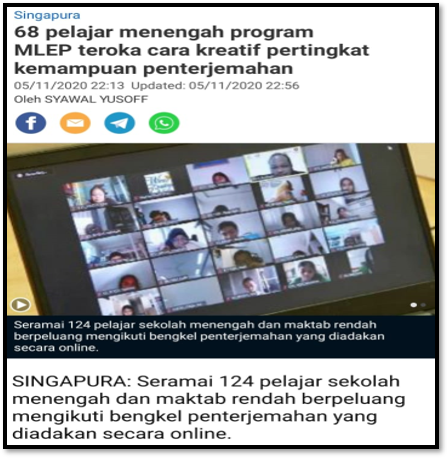 Singapura
68 pelajar menengah program
MLEP teroka cara kreatif pertingkat
kemampuan penterjemahan
05/11/2020 22:13 Updated: 05/11/2020 22:56
Oleh SYAWAL YUSOFF
Seramai 124 pelajar sekolah menengah dan maktab rendah
berpeluang mengikuti bengkel penterjemahan yang diadakan
secara online.
SINGAPURA: Seramai 124 pelajar sekolah
menengah dan maktab rendah berpeluang
mengikuti bengkel penterjemahan yang
diadakan secara online.